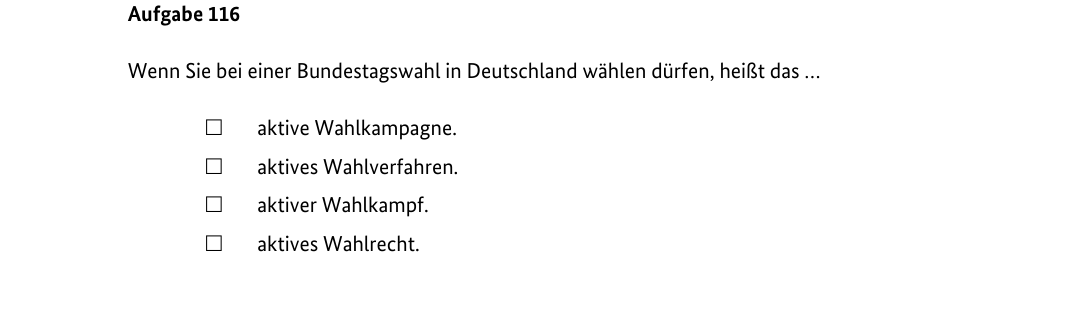 Aufgabe 116
Wenn Sie bei einer Bundestagswahl in Deutschland wählen dürfen, heißt das ...
☐ aktive Wahlkampagne.
☐ aktives Wahlverfahren.
☐ aktiver Wahlkampf.
☐ aktives Wahlrecht.